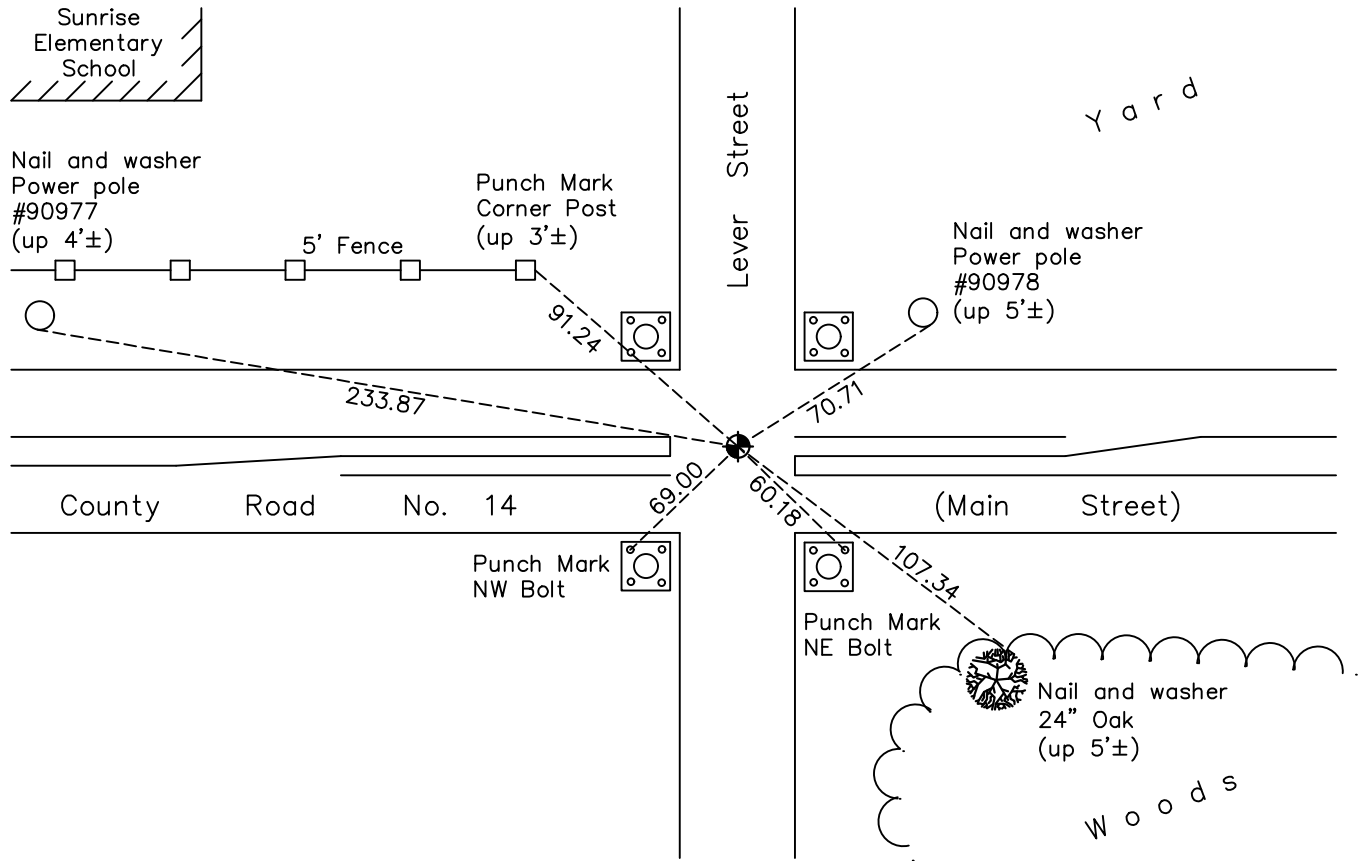 Sunrise
Elementary
School
Yard
Lever Street
Nail and washer
Power pole
#90977
(up 4'±)
Punch Mark
Corner Post
(up 3'±)
5' Fence
Nail and washer
Power pole
#90978
(up 5'±)
91.24
233.87
70.71
69.00
60.18
County Road No. 14
(Main Street)
107.34
Punch Mark
NW Bolt
Punch Mark
NE Bolt
Nail and washer
24" Oak
(up 5'±)
Woods